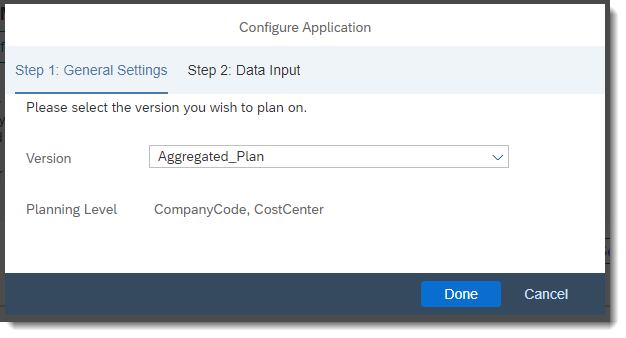 Configure Application
Step 1: General Settings Step 2: Data Input
Please select the version you wish to plan on.
Version Aggregated_Plan
Planning Level CompanyCode, CostCenter
Done Cancel